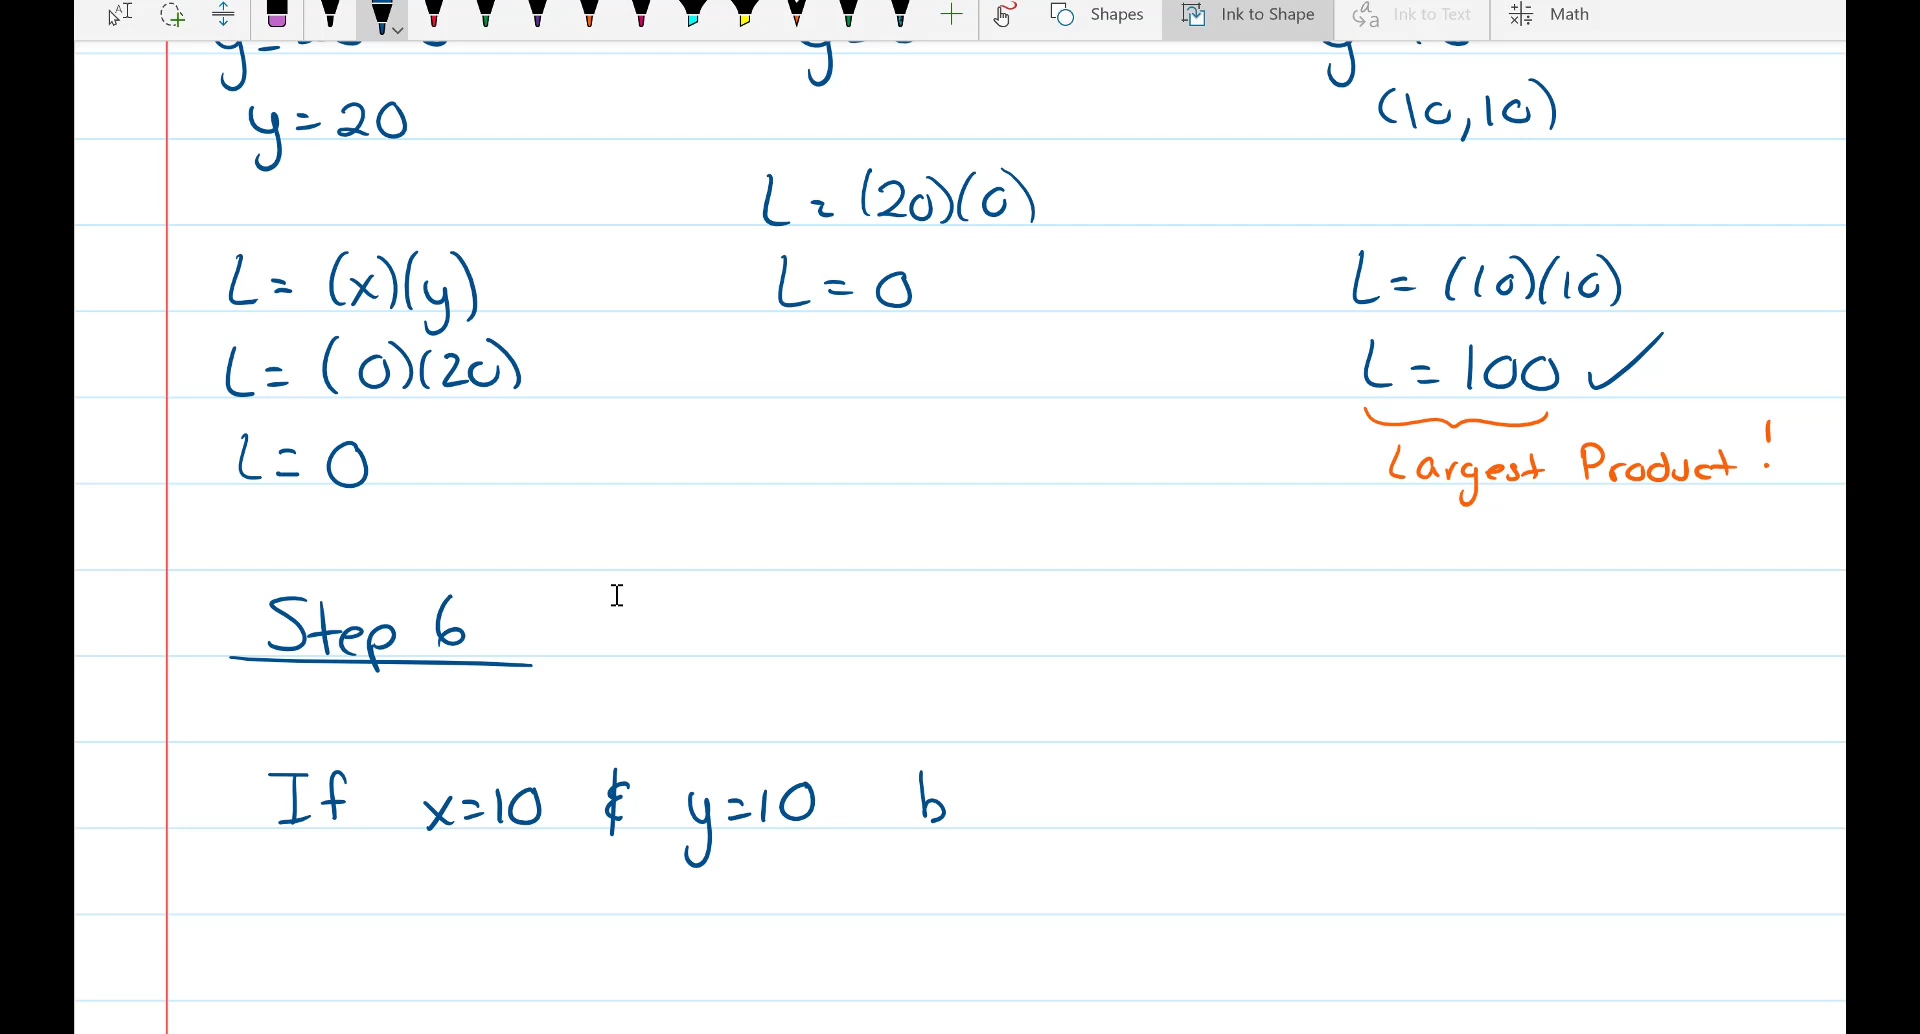 Shapes Ink to Shape Ink to Text Math
y = 20
(10,10)
L = (20)(0)
L = (x)(y)
L = 0
L = (10)(10)
L = (0)(20)
L = 100 ✓
L = 0
Largest Product !
Step 6
If x=10 & y=10 b